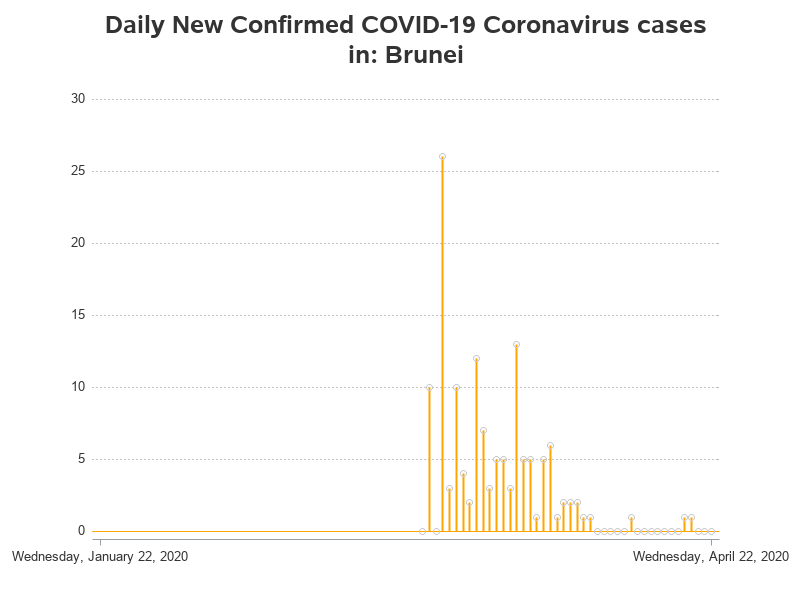 Daily New Confirmed COVID-19 Coronavirus cases
in: Brunei
30
25
20
15
10
5
0
Wednesday, January 22, 2020
Wednesday, April 22, 2020